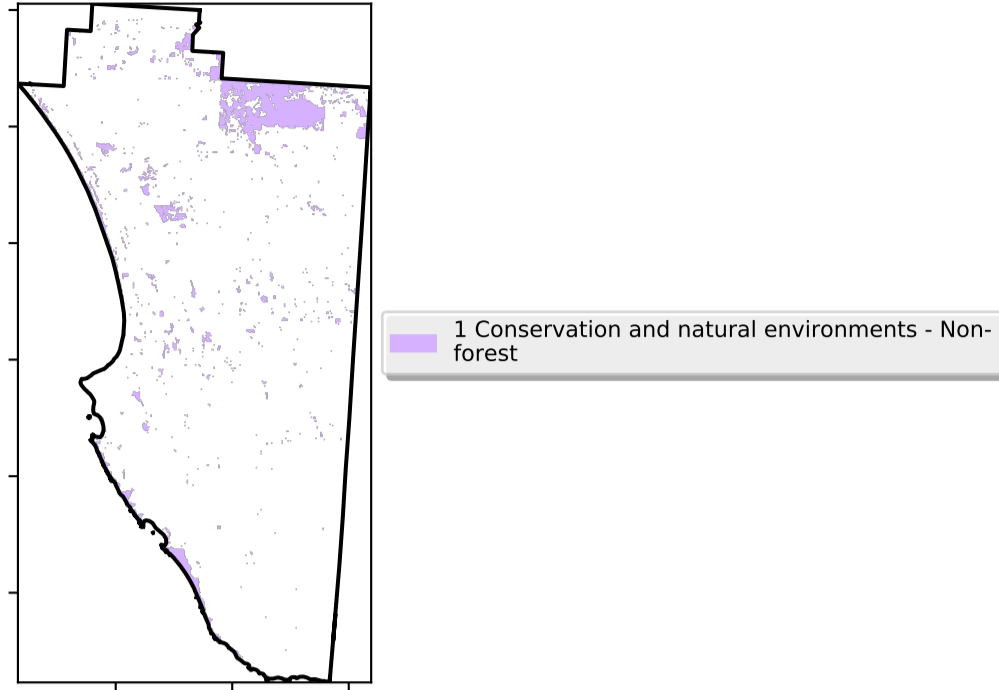 1 Conservation and natural environments - Non-
forest